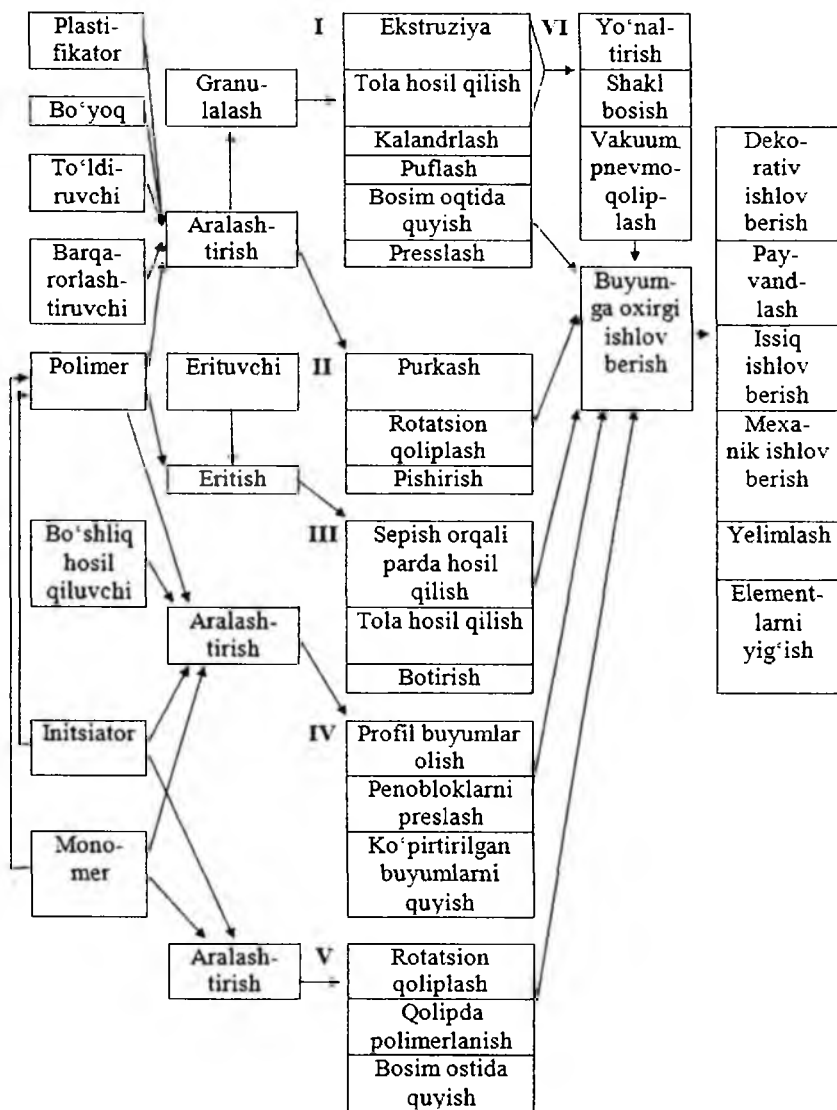 Plasti-
fikator
Bo‘yoq
To‘ldi-
ruvchi
Barqa-
rorlash-
tiruvchi
Polimer
Bo‘shliq
hosil
qiluvchi
Initsiator
Mono-
mer
Granu-
lalash
Aralash-
tirish
Erituvchi
Eritish
Aralash-
tirish
Aralash-
tirish
I
Ekstruziya
Tola hosil qilish
Kalandrlash
Puflash
Bosim oqtida
quyish
Presslash
II
Purkash
Rotatsion
qoliplash
Pishirish
III
Sepish orqali
parda hosil
qilish
Tola hosil qilish
Botirish
IV
Profil buyumlar
olish
Penobloklarni
preslash
Ko‘pirtirilgan
buyumlarni
quyish
V
Rotatsion
qoliplash
Qolipda
polimerlanish
Bosim ostida
quyish
VI
Yo‘nal-
tirish
Shakl
bosish
Vakuum
pnevmo-
qolip-
lash
Buyum-
ga oxirgi
ishlov
berish
Deko-
rativ
ishlov
berish
Pay-
vand-
lash
Issiq
ishlov
berish
Mexa-
nik ishlov
berish
Yelimlash
Element-
larni
yig‘ish